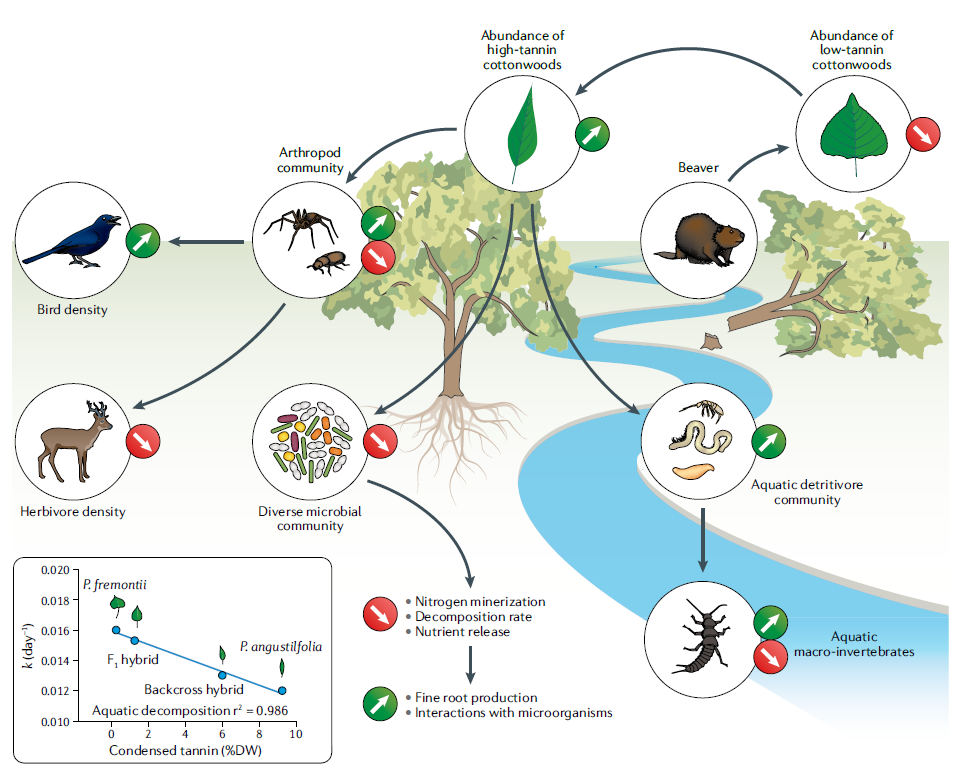 Abundance of
high-tannin
cottonwoods
Abundance of
low-tannin
cottonwoods
Arthropod
community
Beaver
Bird density
Herbivore density
Diverse microbial
community
Aquatic detritivore
community
• Nitrogen minerization
• Decomposition rate
• Nutrient release
• Fine root production
• Interactions with microorganisms
Aquatic
macro-invertebrates
0.020
0.018
0.016
0.014
0.012
0.010
k (day⁻¹)
P. fremontii
F₁ hybrid
Backcross hybrid
P. angustilfolia
Aquatic decomposition r² = 0.986
0 2 4 6 8 10
Condensed tannin (%DW)